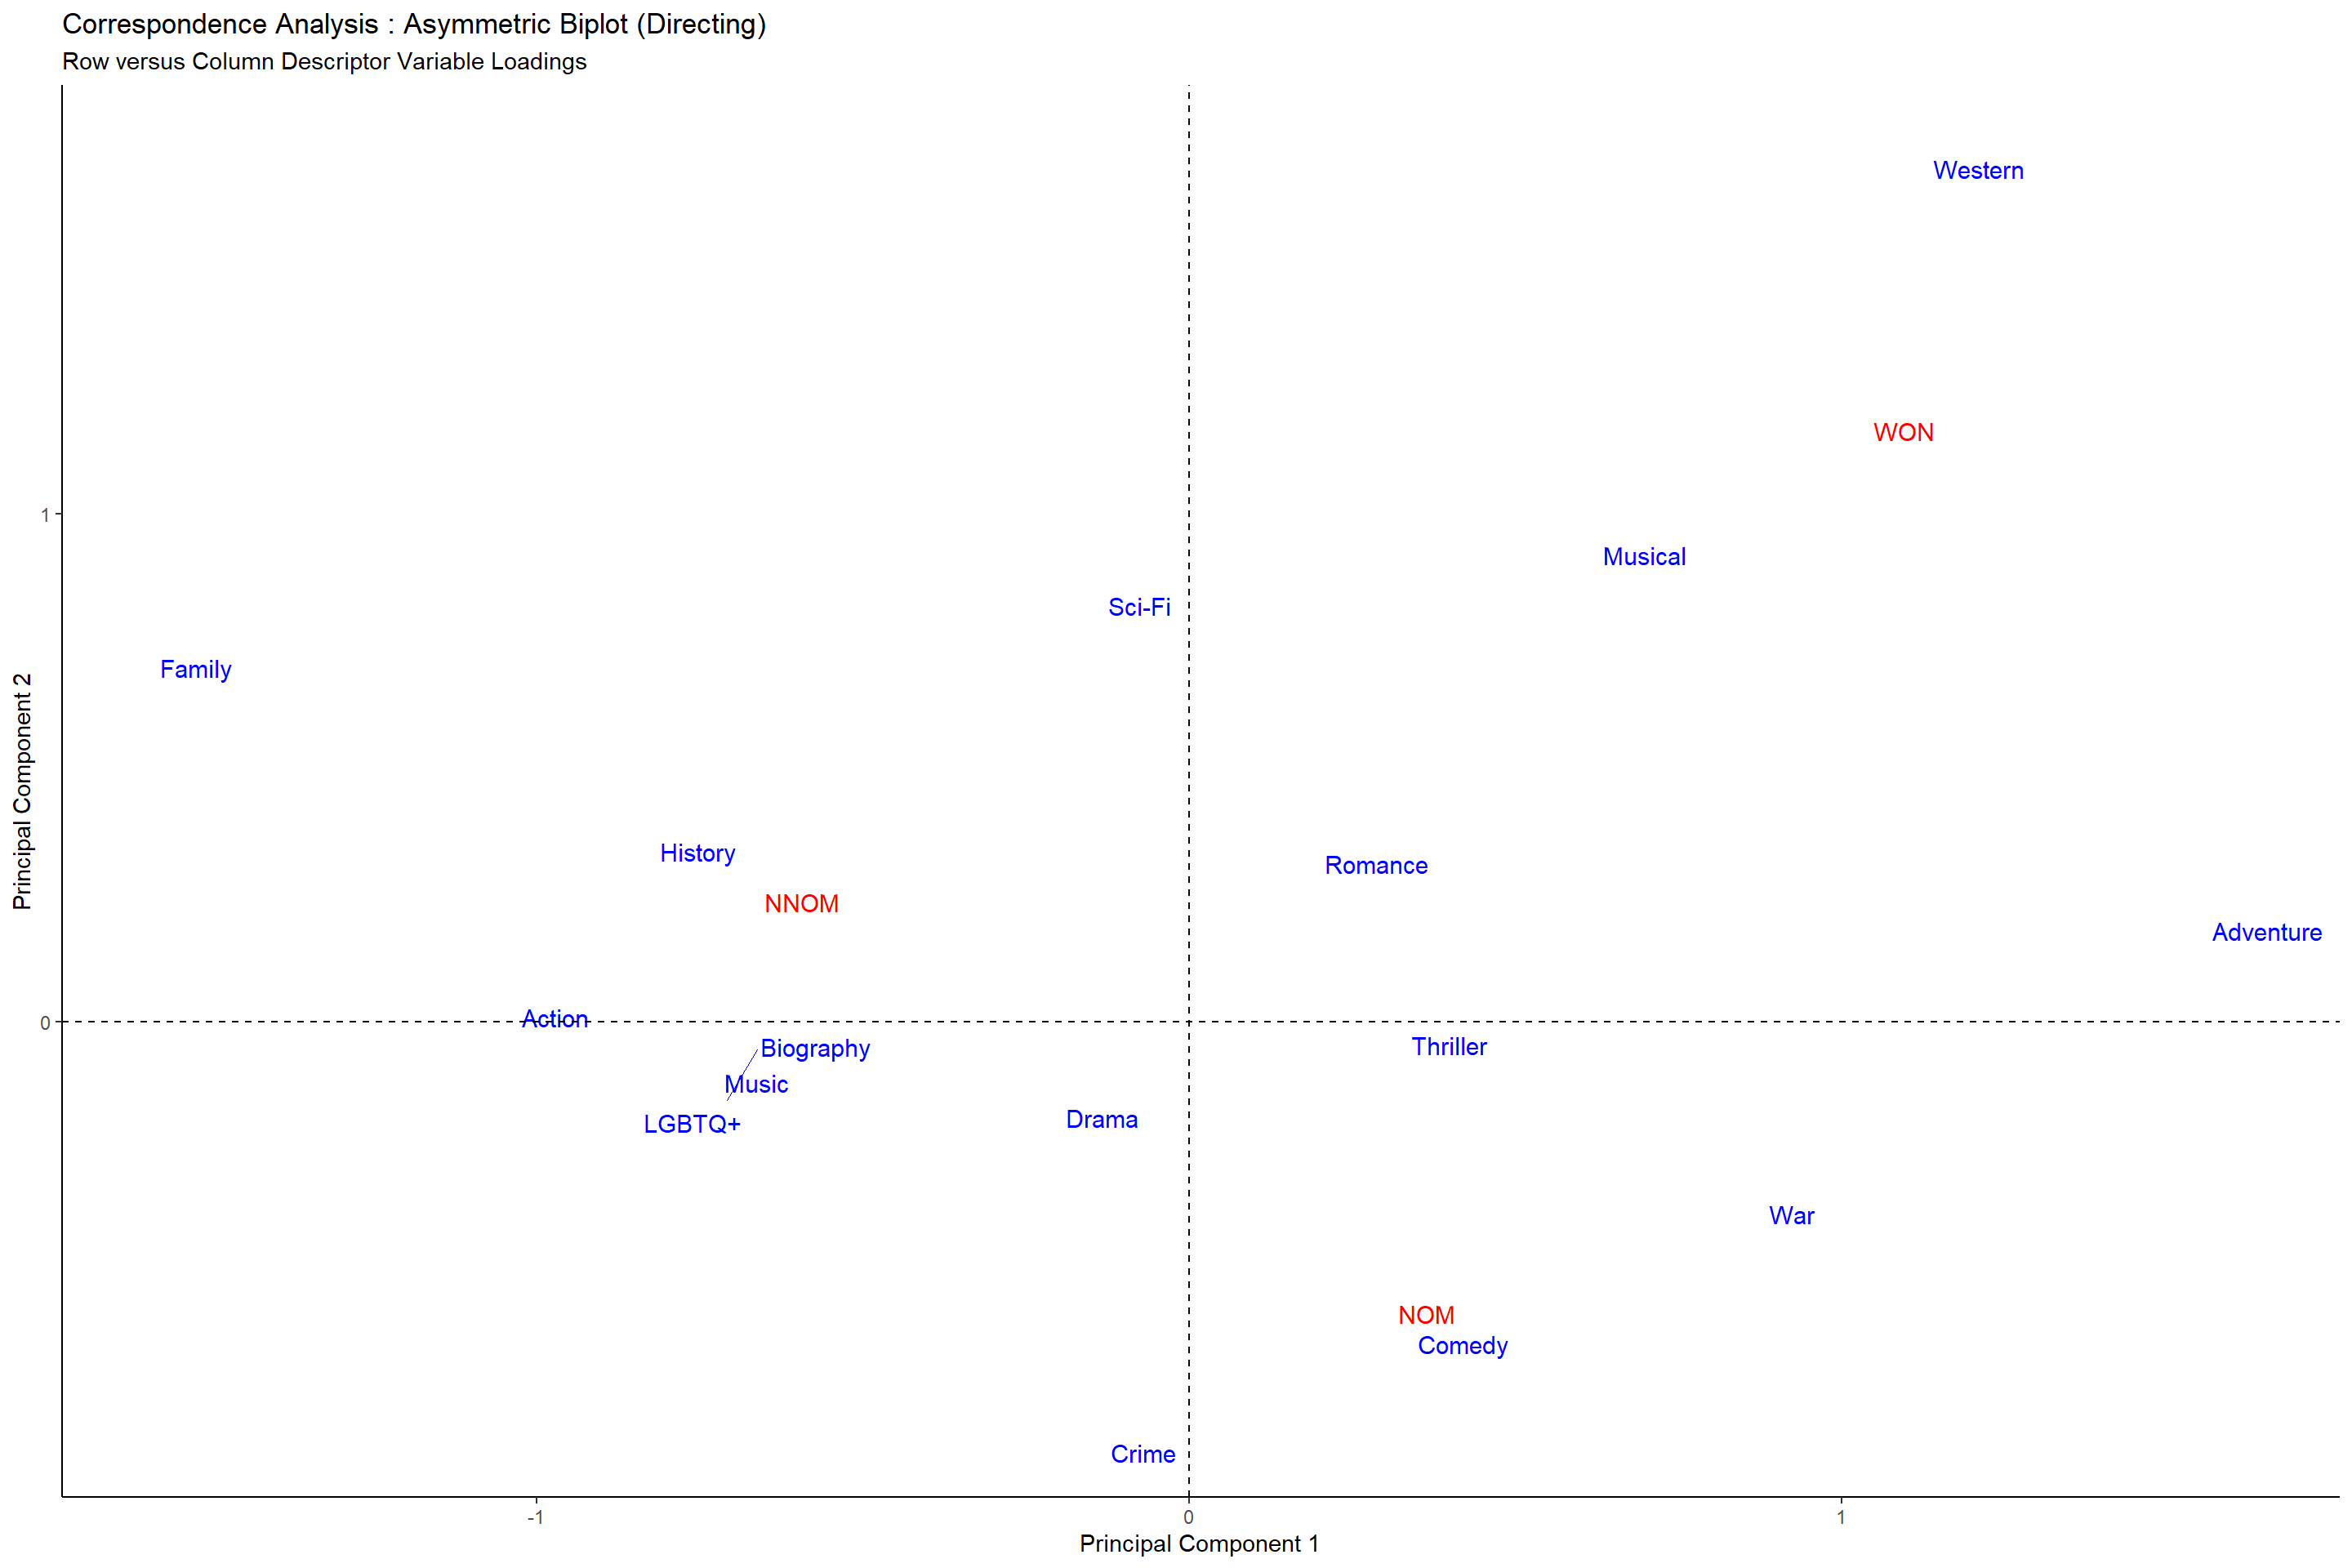 Correspondence Analysis : Asymmetric Biplot (Directing)
Row versus Column Descriptor Variable Loadings
Western
WON
1
Musical
Sci-Fi
Family
Principal Component 2
History
Romance
NNOM
Adventure
0
Action
Biography
Thriller
Music
LGBTQ+
Drama
War
NOM
Comedy
Crime
-1
0
1
Principal Component 1